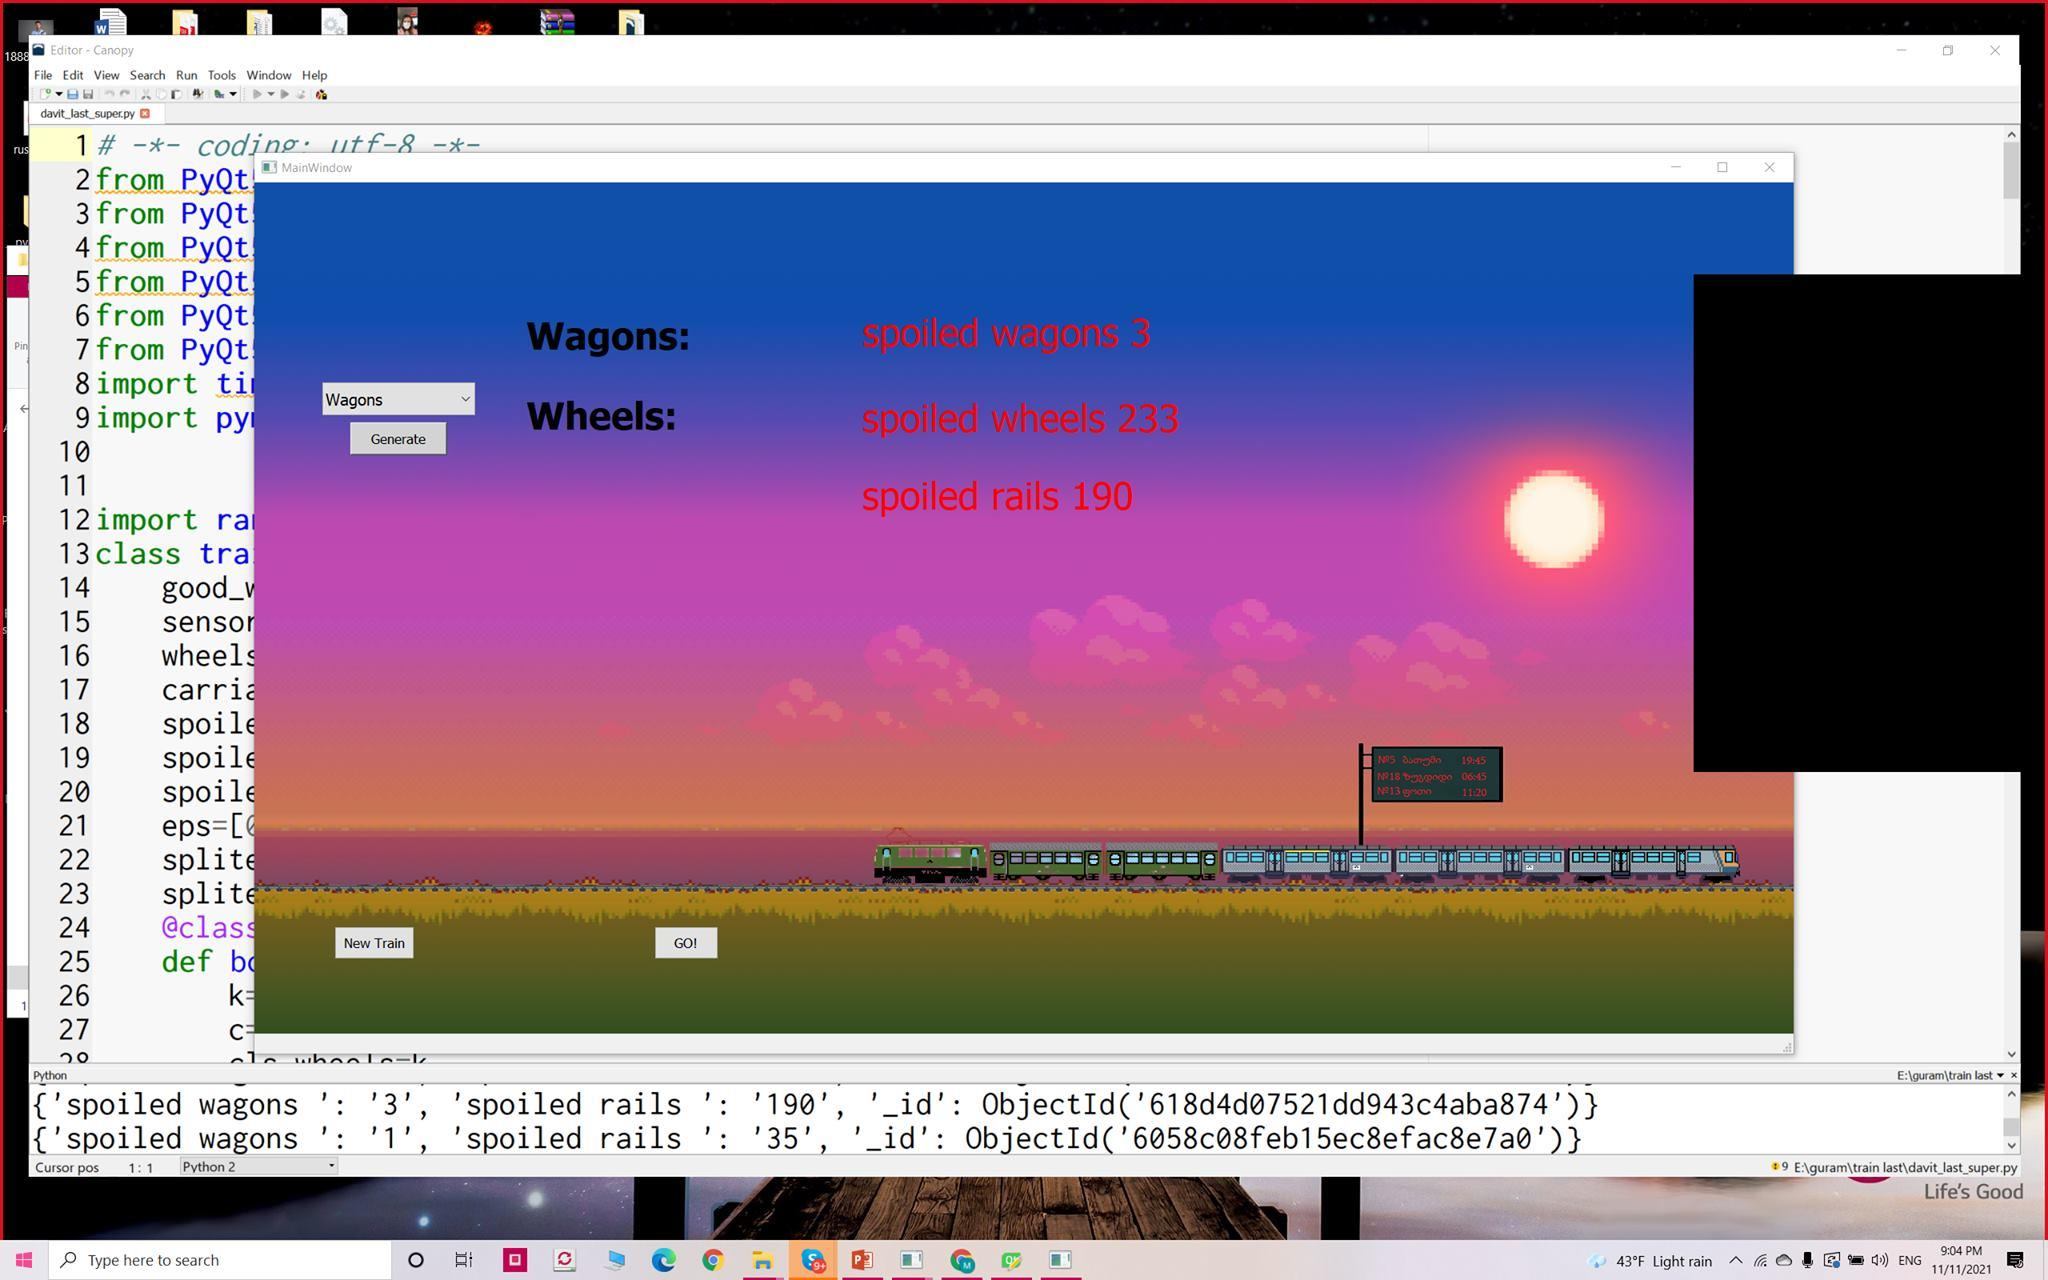 1888
Editor - Canopy
File Edit View Search Run Tools Window Help
davit_last_super.py
1 # -*- coding: utf-8 -*-
MainWindow
2 from PyQt
3 from PyQt
4 from PyQt
5 from PyQt
6 from PyQt
7 from PyQt
8 import ti
9 import py
10
11
12 import ra
13 class tra
14 good_w
15 sensor
16 wheels
17 carria
18 spoile
19 spoile
20 spoile
21 eps=[0
22 splite
23 splite
24 @class
25 def bo
26 k=
27 c=
28 cls.wheels=k
Wagons: spoiled wagons 3
Wagons
Wheels: spoiled wheels 233
Generate
spoiled rails 190
№5 ბათუმი 19:45
№18 ზუგდიდი 06:45
№13 ფოთი 11:20
New Train GO!
Python E:\guram\train last
{'spoiled wagons ': '3', 'spoiled rails ': '190', '_id': ObjectId('618d4d07521dd943c4aba874')}
{'spoiled wagons ': '1', 'spoiled rails ': '35', '_id': ObjectId('6058c08feb15ec8efac8e7a0')}
Cursor pos 1 : 1 Python 2 9 E:\guram\train last\davit_last_super.py
Life's Good
Type here to search 9+ 43°F Light rain ENG 9:04 PM
11/11/2021